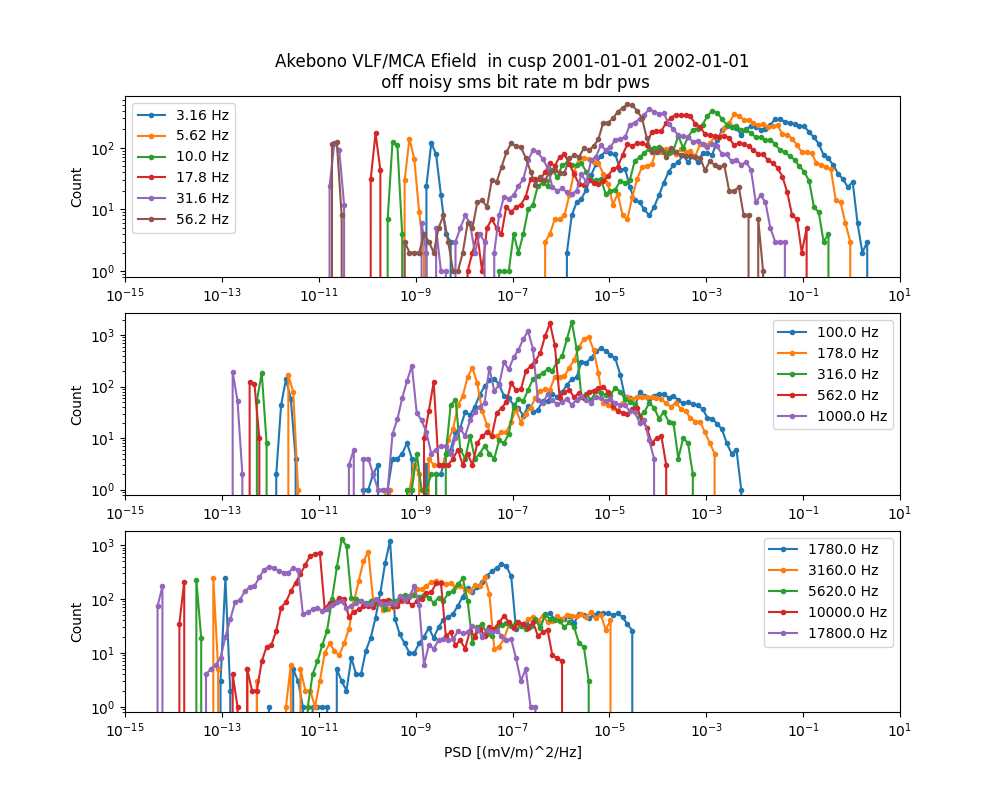 Akebono VLF/MCA Efield  in cusp 2001-01-01 2002-01-01
off noisy sms bit rate m bdr pws
Count
10^2
10^1
10^0
3.16 Hz
5.62 Hz
10.0 Hz
17.8 Hz
31.6 Hz
56.2 Hz
10^-15 10^-13 10^-11 10^-9 10^-7 10^-5 10^-3 10^-1 10^1
Count
10^3
10^2
10^1
10^0
100.0 Hz
178.0 Hz
316.0 Hz
562.0 Hz
1000.0 Hz
10^-15 10^-13 10^-11 10^-9 10^-7 10^-5 10^-3 10^-1 10^1
Count
10^3
10^2
10^1
10^0
1780.0 Hz
3160.0 Hz
5620.0 Hz
10000.0 Hz
17800.0 Hz
10^-15 10^-13 10^-11 10^-9 10^-7 10^-5 10^-3 10^-1 10^1
PSD [(mV/m)^2/Hz]